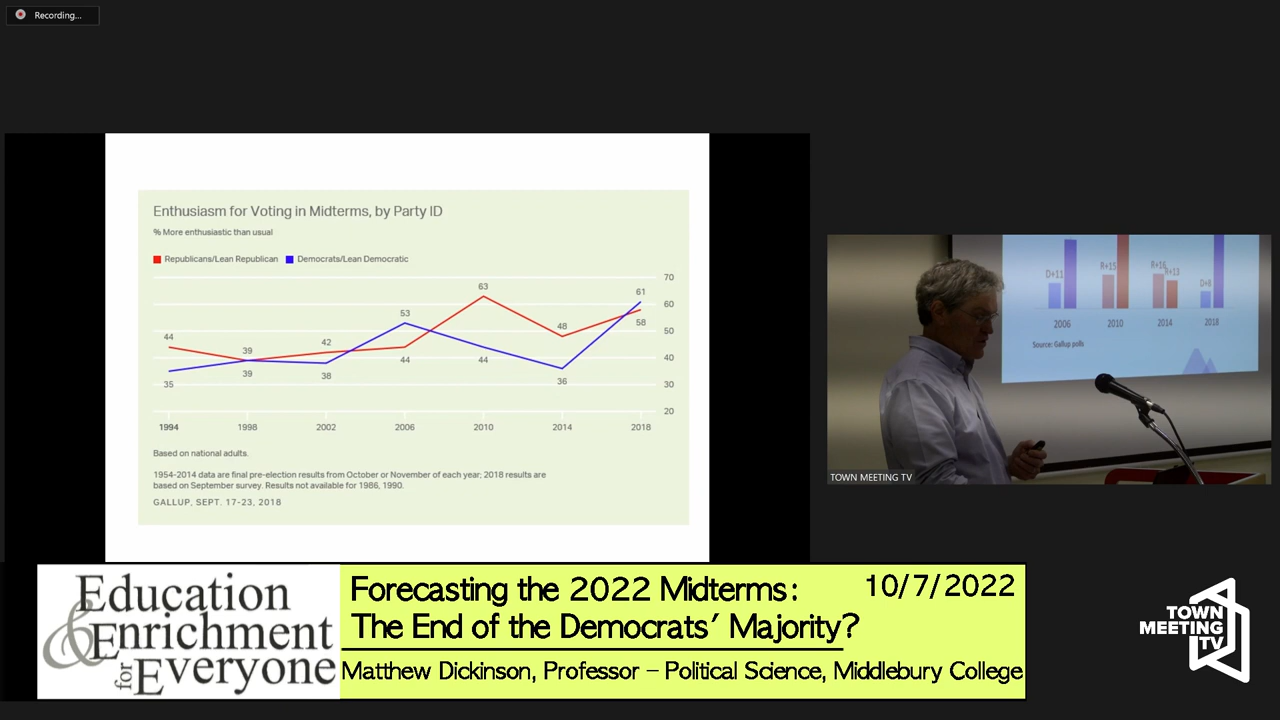 Recording...
Enthusiasm for Voting in Midterms, by Party ID
% More enthusiastic than usual
Republicans/Lean Republican Democrats/Lean Democratic
70
60
50
40
30
20
44
35
39
39
42
38
53
44
63
44
48
36
61
58
1994 1998 2002 2006 2010 2014 2018
Based on national adults.
1954-2014 data are final pre-election results from October or November of each year; 2018 results are
based on September survey. Results not available for 1986, 1990.
GALLUP, SEPT. 17-23, 2018
D+11
R+15
R+16
R+13
D+8
2006 2010 2014 2018
Source: Gallup polls
TOWN MEETING TV
Education
& Enrichment
for Everyone
Forecasting the 2022 Midterms: 10/7/2022
The End of the Democrats' Majority?
Matthew Dickinson, Professor – Political Science, Middlebury College
TOWN
MEETING
TV